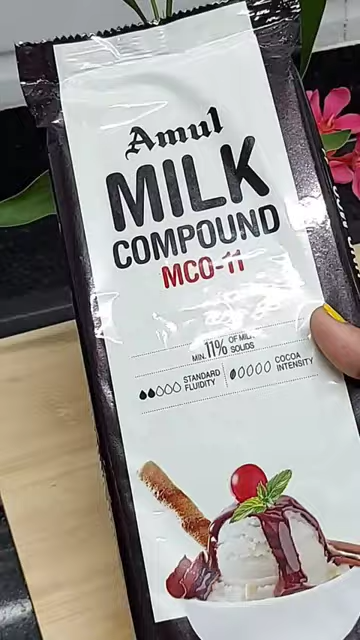 Amul
MILK
COMPOUND
MCO-11
MIN. 11% OF MILK SOLIDS
STANDARD FLUIDITY
COCOA INTENSITY